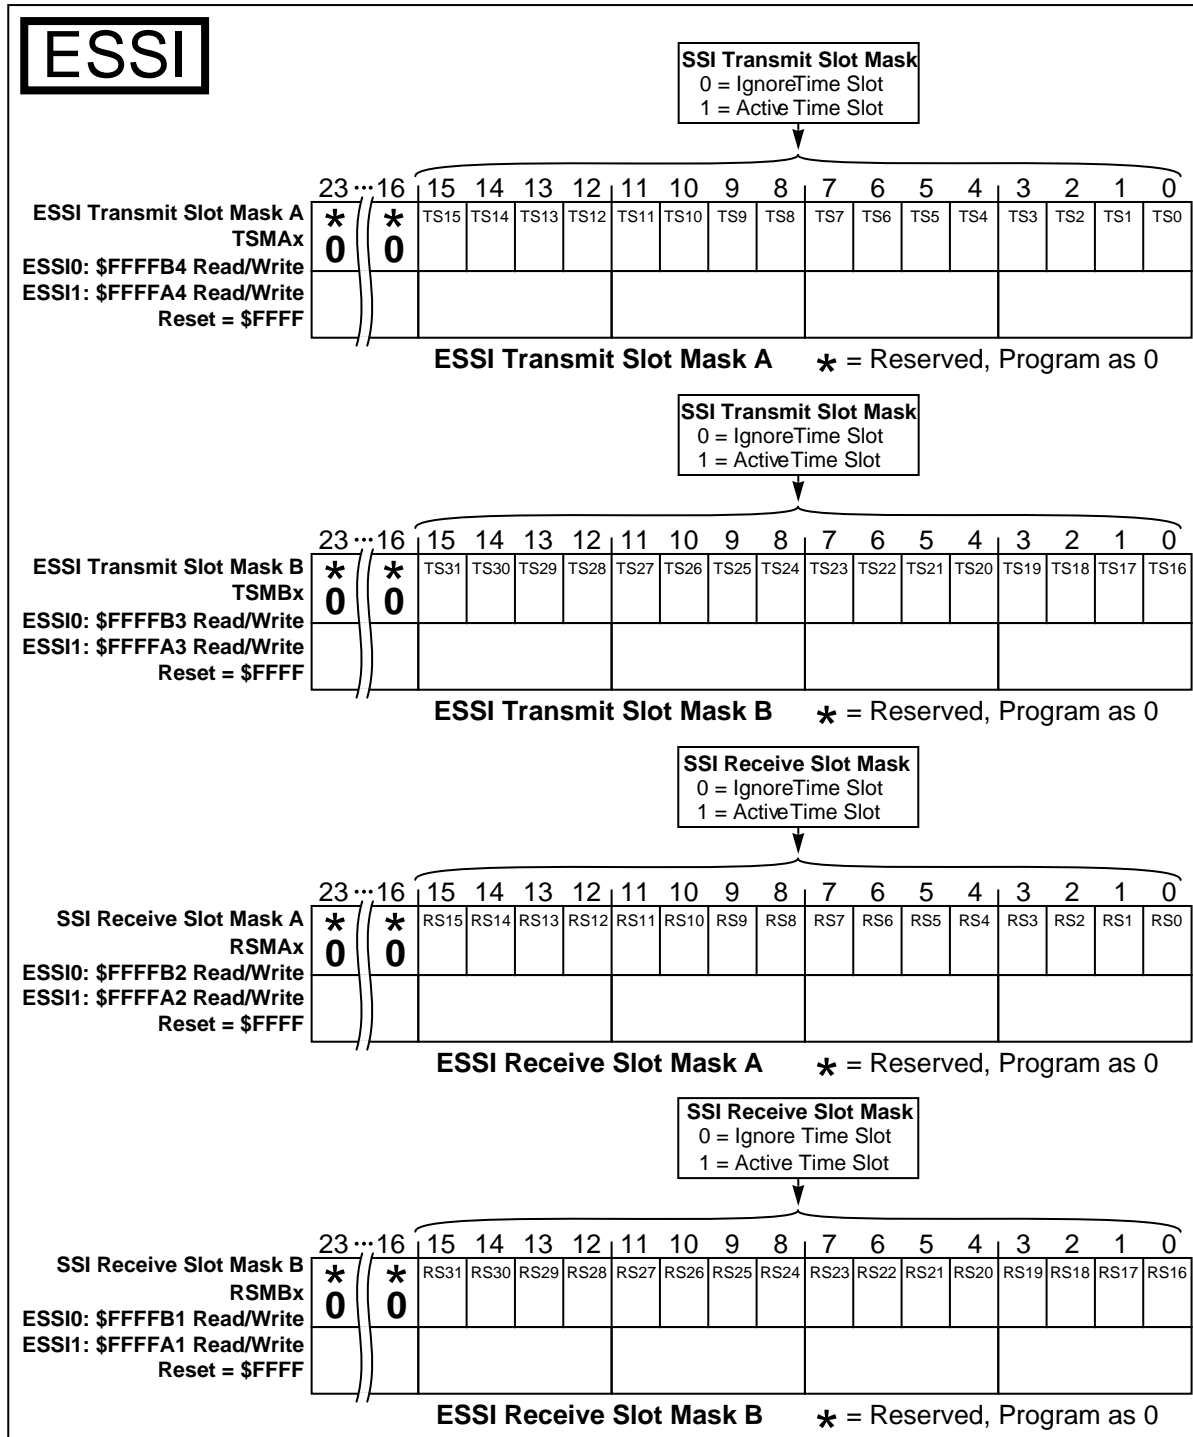 ESSI
SSI Transmit Slot Mask
0 = IgnoreTime Slot
1 = Active Time Slot
23 ... 16 15 14 13 12 11 10 9 8 7 6 5 4 3 2 1 0
ESSI Transmit Slot Mask A
TSMAx
ESSI0: $FFFFB4 Read/Write
ESSI1: $FFFFA4 Read/Write
Reset = $FFFF
* * TS15 TS14 TS13 TS12 TS11 TS10 TS9 TS8 TS7 TS6 TS5 TS4 TS3 TS2 TS1 TS0
0 0
ESSI Transmit Slot Mask A * = Reserved, Program as 0
SSI Transmit Slot Mask
0 = IgnoreTime Slot
1 = ActiveTime Slot
23 ... 16 15 14 13 12 11 10 9 8 7 6 5 4 3 2 1 0
ESSI Transmit Slot Mask B
TSMBx
ESSI0: $FFFFB3 Read/Write
ESSI1: $FFFFA3 Read/Write
Reset = $FFFF
* * TS31 TS30 TS29 TS28 TS27 TS26 TS25 TS24 TS23 TS22 TS21 TS20 TS19 TS18 TS17 TS16
0 0
ESSI Transmit Slot Mask B * = Reserved, Program as 0
SSI Receive Slot Mask
0 = IgnoreTime Slot
1 = ActiveTime Slot
23 ... 16 15 14 13 12 11 10 9 8 7 6 5 4 3 2 1 0
SSI Receive Slot Mask A
RSMAx
ESSI0: $FFFFB2 Read/Write
ESSI1: $FFFFA2 Read/Write
Reset = $FFFF
* * RS15 RS14 RS13 RS12 RS11 RS10 RS9 RS8 RS7 RS6 RS5 RS4 RS3 RS2 RS1 RS0
0 0
ESSI Receive Slot Mask A * = Reserved, Program as 0
SSI Receive Slot Mask
0 = Ignore Time Slot
1 = Active Time Slot
23 ... 16 15 14 13 12 11 10 9 8 7 6 5 4 3 2 1 0
SSI Receive Slot Mask B
RSMBx
ESSI0: $FFFFB1 Read/Write
ESSI1: $FFFFA1 Read/Write
Reset = $FFFF
* * RS31 RS30 RS29 RS28 RS27 RS26 RS25 RS24 RS23 RS22 RS21 RS20 RS19 RS18 RS17 RS16
0 0
ESSI Receive Slot Mask B * = Reserved, Program as 0